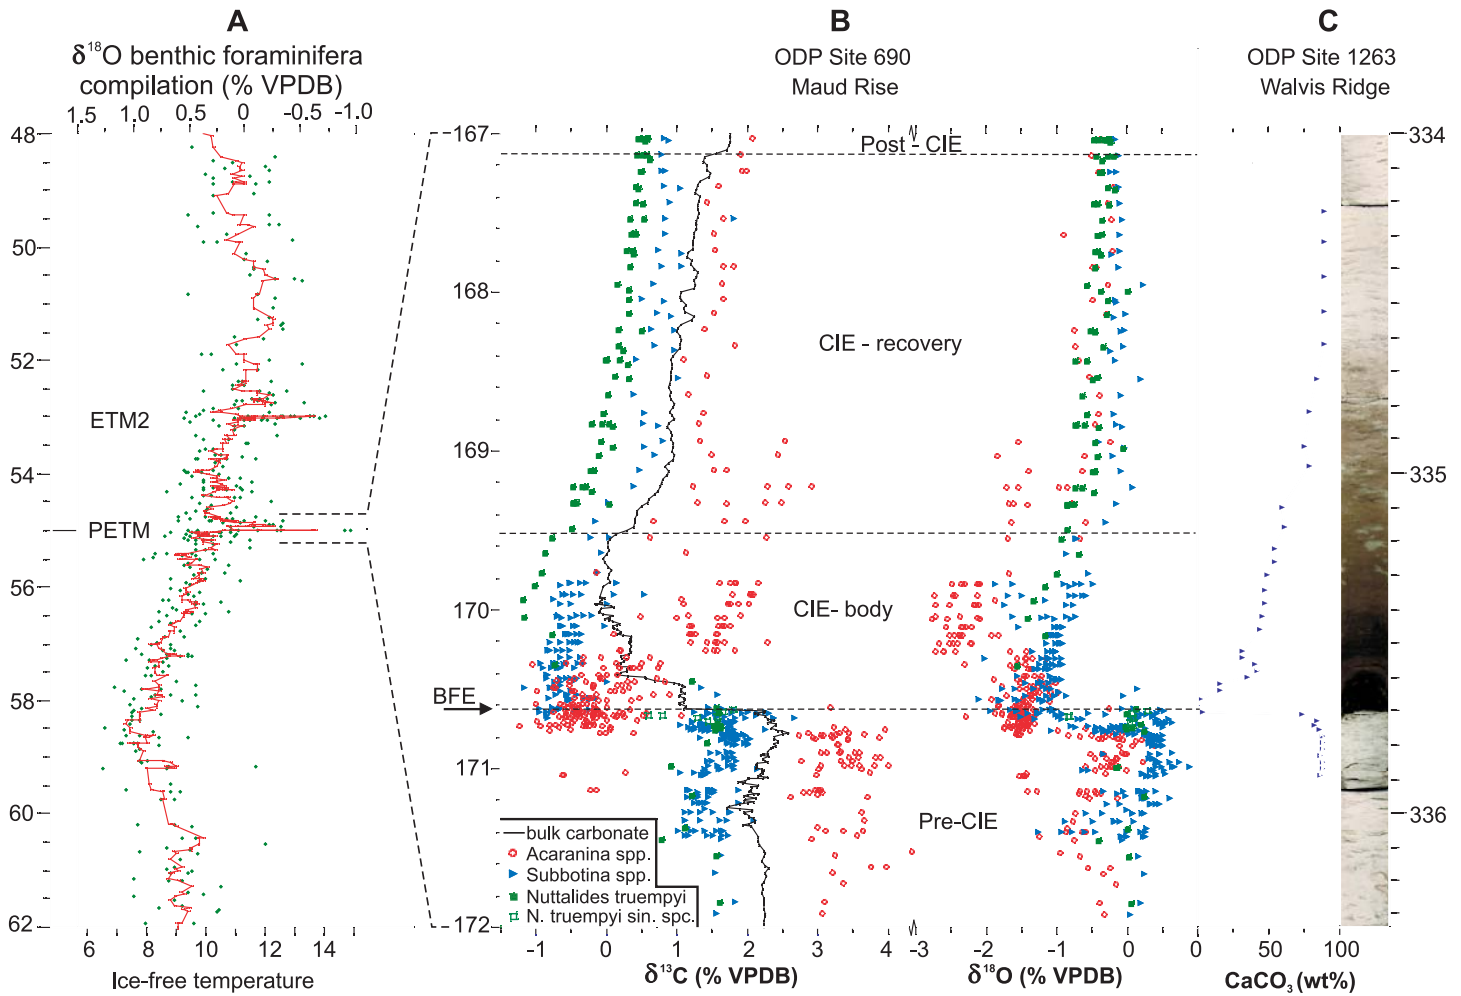 A
δ18O benthic foraminifera
compilation (% VPDB)
1.5 1.0 0.5 0 -0.5 -1.0
48
50
52
54
56
58
60
62
ETM2
PETM
6 8 10 12 14
Ice-free temperature
B
ODP Site 690
Maud Rise
167
168
169
170
171
172
BFE
Post - CIE
CIE - recovery
CIE- body
Pre-CIE
bulk carbonate
Acaranina spp.
Subbotina spp.
Nuttalides truempyi
N. truempyi sin. spc.
-1 0 1 2 3 4
δ13C (% VPDB)
-3 -2 -1 0
δ18O (% VPDB)
C
ODP Site 1263
Walvis Ridge
334
335
336
0 50 100
CaCO3 (wt%)